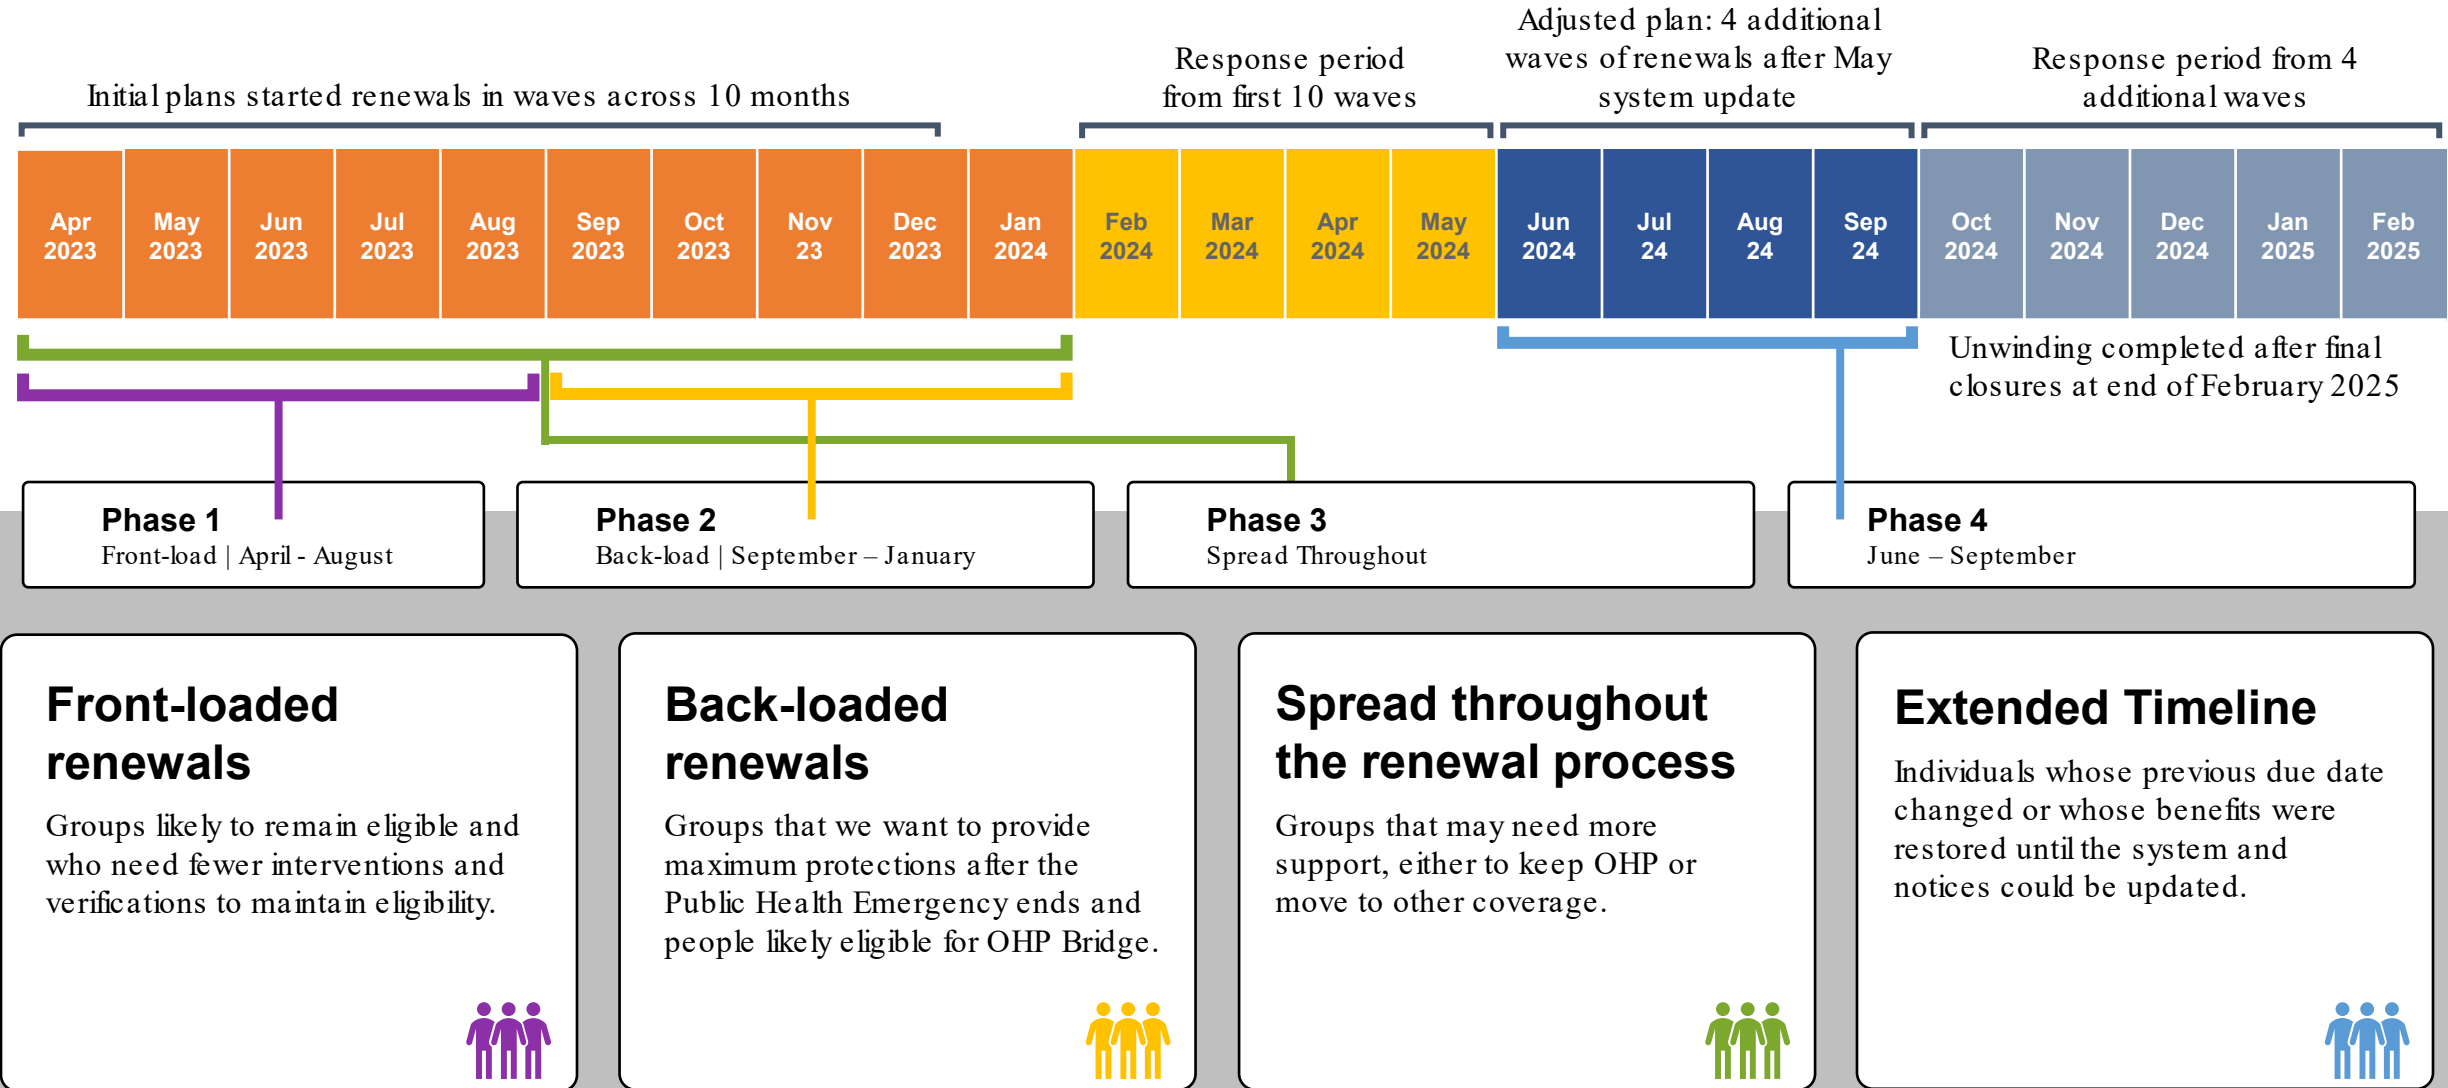 Initial plans started renewals in waves across 10 months
Response period
from first 10 waves
Adjusted plan: 4 additional
waves of renewals after May
system update
Response period from 4
additional waves
Apr
2023
May
2023
Jun
2023
Jul
2023
Aug
2023
Sep
2023
Oct
2023
Nov
23
Dec
2023
Jan
2024
Feb
2024
Mar
2024
Apr
2024
May
2024
Jun
2024
Jul
24
Aug
24
Sep
24
Oct
2024
Nov
2024
Dec
2024
Jan
2025
Feb
2025
Unwinding completed after final
closures at end of February 2025
Phase 1
Front-load | April - August
Phase 2
Back-load | September – January
Phase 3
Spread Throughout
Phase 4
June – September
Front-loaded
renewals
Groups likely to remain eligible and
who need fewer interventions and
verifications to maintain eligibility.
Back-loaded
renewals
Groups that we want to provide
maximum protections after the
Public Health Emergency ends and
people likely eligible for OHP Bridge.
Spread throughout
the renewal process
Groups that may need more
support, either to keep OHP or
move to other coverage.
Extended Timeline
Individuals whose previous due date
changed or whose benefits were
restored until the system and
notices could be updated.